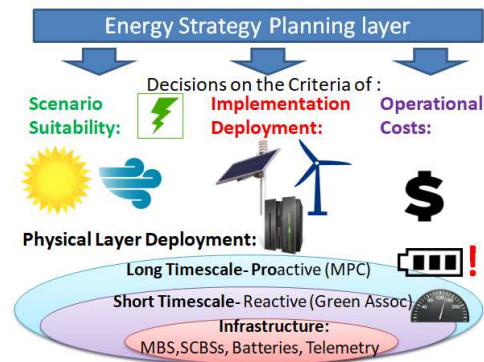 Energy Strategy Planning layer
Decisions on the Criteria of :
Scenario Suitability:
Implementation Deployment:
Operational Costs:
$
Physical Layer Deployment:
!
Long Timescale- Proactive (MPC)
Short Timescale- Reactive (Green Assoc)
Infrastructure:
MBS,SCBSs, Batteries, Telemetry